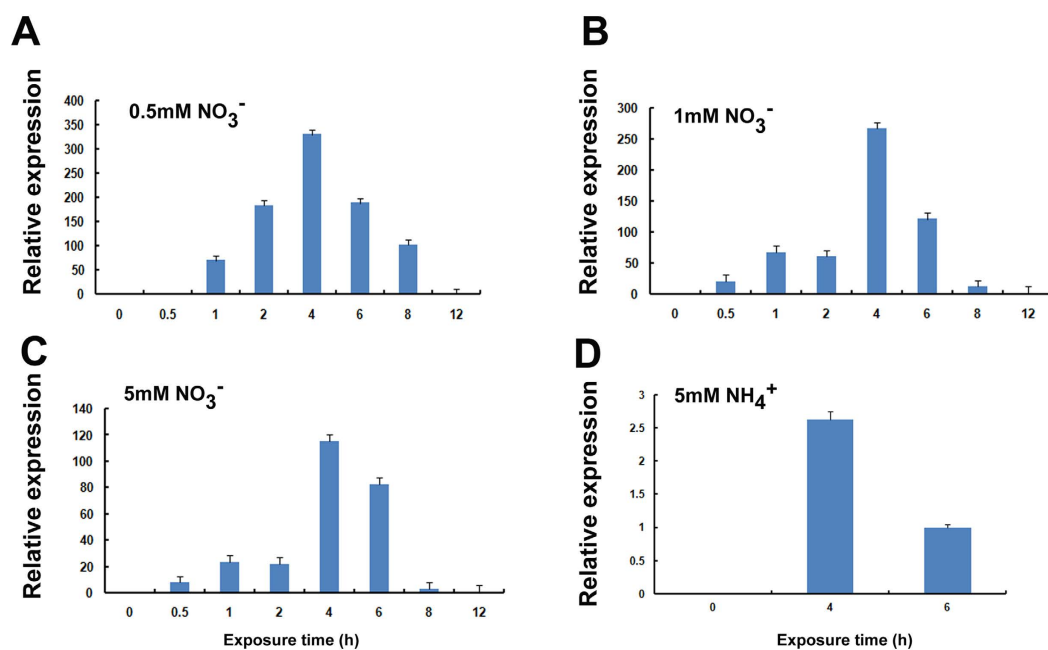 A
Relative expression
0.5mM NO₃⁻
400
350
300
250
200
150
100
50
0
0 0.5 1 2 4 6 8 12
B
Relative expression
1mM NO₃⁻
300
250
200
150
100
50
0
0 0.5 1 2 4 6 8 12
C
Relative expression
5mM NO₃⁻
140
120
100
80
60
40
20
0
0 0.5 1 2 4 6 8 12
Exposure time (h)
D
Relative expression
5mM NH₄⁺
3
2.5
2
1.5
1
0.5
0
0 4 6
Exposure time (h)